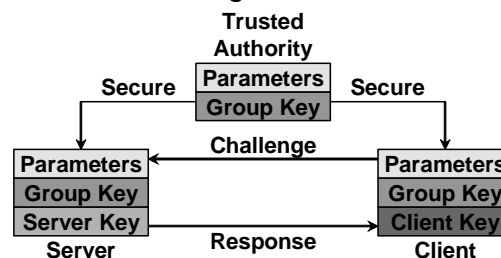 Trusted
Authority
Secure
Parameters
Secure
Group Key
Challenge
Parameters
Group Key
Server Key
Server
Response
Parameters
Group Key
Client Key
Client